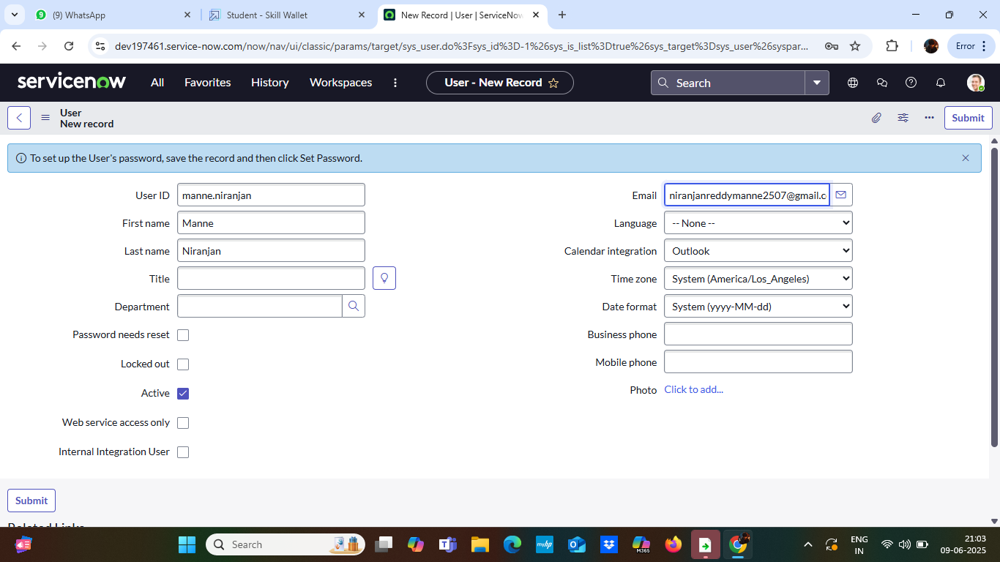 (9) WhatsApp
Student - Skill Wallet
New Record | User | ServiceNow
dev197461.service-now.com/now/nav/ui/classic/params/target/sys_user.do%3Fsys_id%3D-1%26sys_is_list%3Dtrue%26sys_target%3Dsys_user%26syspar...
Error
servicenow All Favorites History Workspaces User - New Record Search
User
New record
Submit
To set up the User's password, save the record and then click Set Password.
User ID manne.niranjan
First name Manne
Last name Niranjan
Title
Department
Password needs reset
Locked out
Active
Web service access only
Internal Integration User
Email niranjanreddymanne2507@gmail.c
Language -- None --
Calendar integration Outlook
Time zone System (America/Los_Angeles)
Date format System (yyyy-MM-dd)
Business phone
Mobile phone
Photo Click to add...
Submit
Related Links
Search
ENG
IN
21:03
09-06-2025